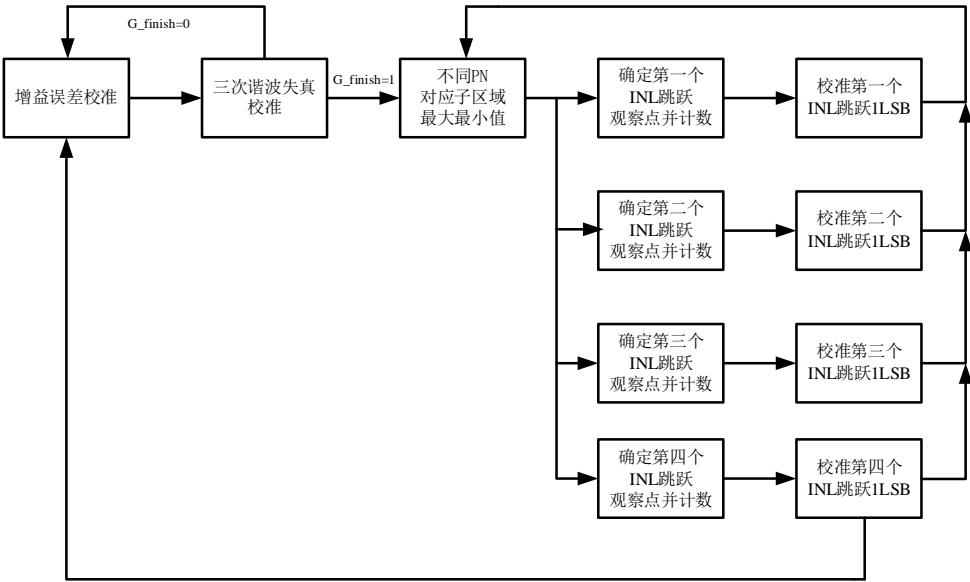 G_finish=0
增益误差校准
三次谐波失真
校准
G_finish=1
不同PN
对应子区域
最大最小值
确定第一个
INL跳跃
观察点并计数
校准第一个
INL跳跃1LSB
确定第二个
INL跳跃
观察点并计数
校准第二个
INL跳跃1LSB
确定第三个
INL跳跃
观察点并计数
校准第三个
INL跳跃1LSB
确定第四个
INL跳跃
观察点并计数
校准第四个
INL跳跃1LSB